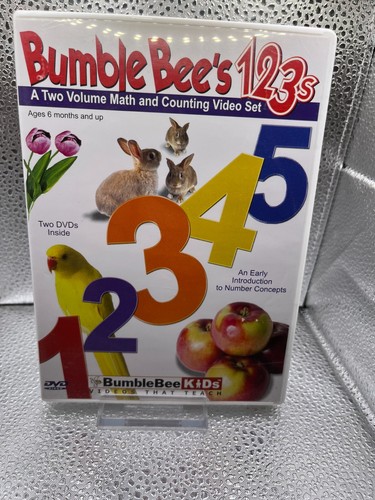 Bumble Bee's 123s
A Two Volume Math and Counting Video Set
Ages 6 months and up
5
4
Two DVDs
Inside
3
An Early
Introduction
to Number Concepts
2
1
DVD
BumbleBee KiDs
VIDEOS THAT TEACH